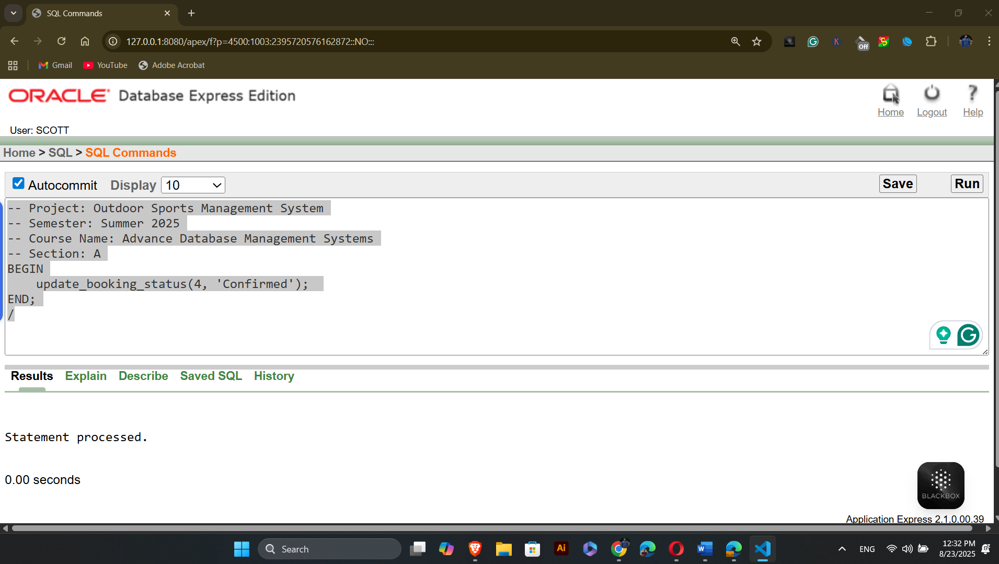 SQL Commands
127.0.0.1:8080/apex/f?p=4500:1003:2395720576162872::NO:::
K
Off
S
Gmail
YouTube
Adobe Acrobat
ORACLE Database Express Edition
Home
Logout
? Help
User: SCOTT
Home > SQL > SQL Commands
Autocommit
Display 10
Save
Run
-- Project: Outdoor Sports Management System
-- Semester: Summer 2025
-- Course Name: Advance Database Management Systems
-- Section: A
BEGIN
update_booking_status(4, 'Confirmed');
END;
/
Results
Explain
Describe
Saved SQL
History
Statement processed.
0.00 seconds
BLACKBOX
Application Express 2.1.0.00.39
Search
Ai
W
ENG
12:32 PM
8/23/2025